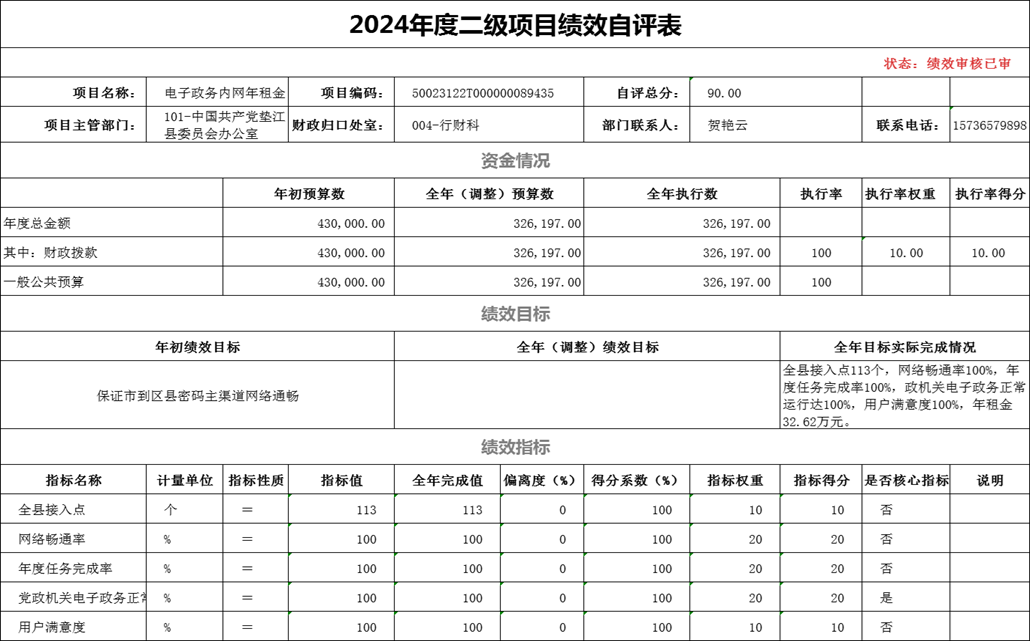 2024年度二级项目绩效自评表
状态：绩效审核已审
项目名称： 电子政务内网年租金 项目编码： 50023122T000000089435 自评总分： 90.00
项目主管部门： 101-中国共产党垫江县委员会办公室 财政归口处室： 004-行财科 部门联系人： 贺艳云 联系电话： 15736579898
资金情况
年初预算数 全年（调整）预算数 全年执行数 执行率 执行率权重 执行率得分
年度总金额 430,000.00 326,197.00 326,197.00
其中：财政拨款 430,000.00 326,197.00 326,197.00 100 10.00 10.00
一般公共预算 430,000.00 326,197.00 326,197.00 100
绩效目标
年初绩效目标 全年（调整）绩效目标 全年目标实际完成情况
保证市到区县密码主渠道网络通畅
全县接入点113个，网络畅通率100%，年
度任务完成率100%，政机关电子政务正常
运行达100%，用户满意度100%，年租金
32.62万元。
绩效指标
指标名称 计量单位 指标性质 指标值 全年完成值 偏离度（%） 得分系数（%） 指标权重 指标得分 是否核心指标 说明
全县接入点 个 ＝ 113 113 0 100 10 10 否
网络畅通率 % ＝ 100 100 0 100 20 20 否
年度任务完成率 % ＝ 100 100 0 100 20 20 否
党政机关电子政务正常 % ＝ 100 100 0 100 20 20 是
用户满意度 % ＝ 100 100 0 100 10 10 否